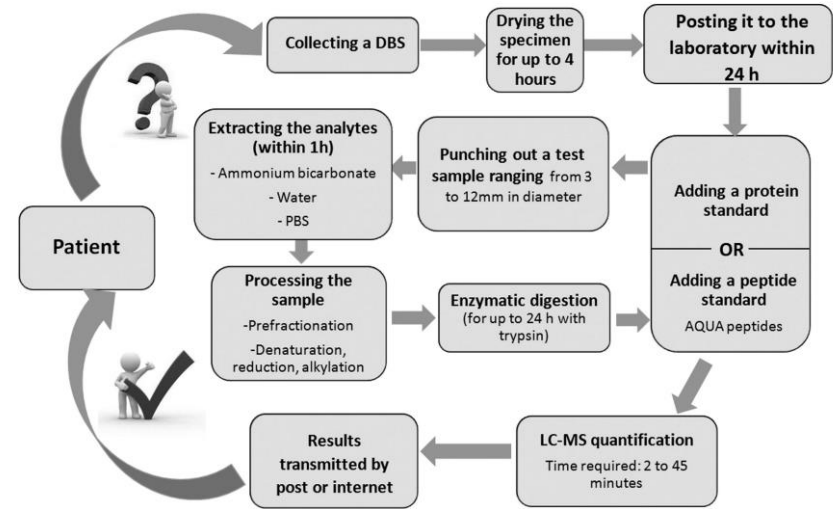 Collecting a DBS
Drying the
specimen
for up to 4
hours
Posting it to the
laboratory within
24 h
Extracting the analytes
(within 1h)
- Ammonium bicarbonate
- Water
- PBS
Punching out a test
sample ranging from 3
to 12mm in diameter
Adding a protein
standard
OR
Adding a peptide
standard
AQUA peptides
Patient
Processing the
sample
-Prefractionation
-Denaturation,
reduction, alkylation
Enzymatic digestion
(for up to 24 h with
trypsin)
LC-MS quantification
Time required: 2 to 45
minutes
Results
transmitted by
post or internet